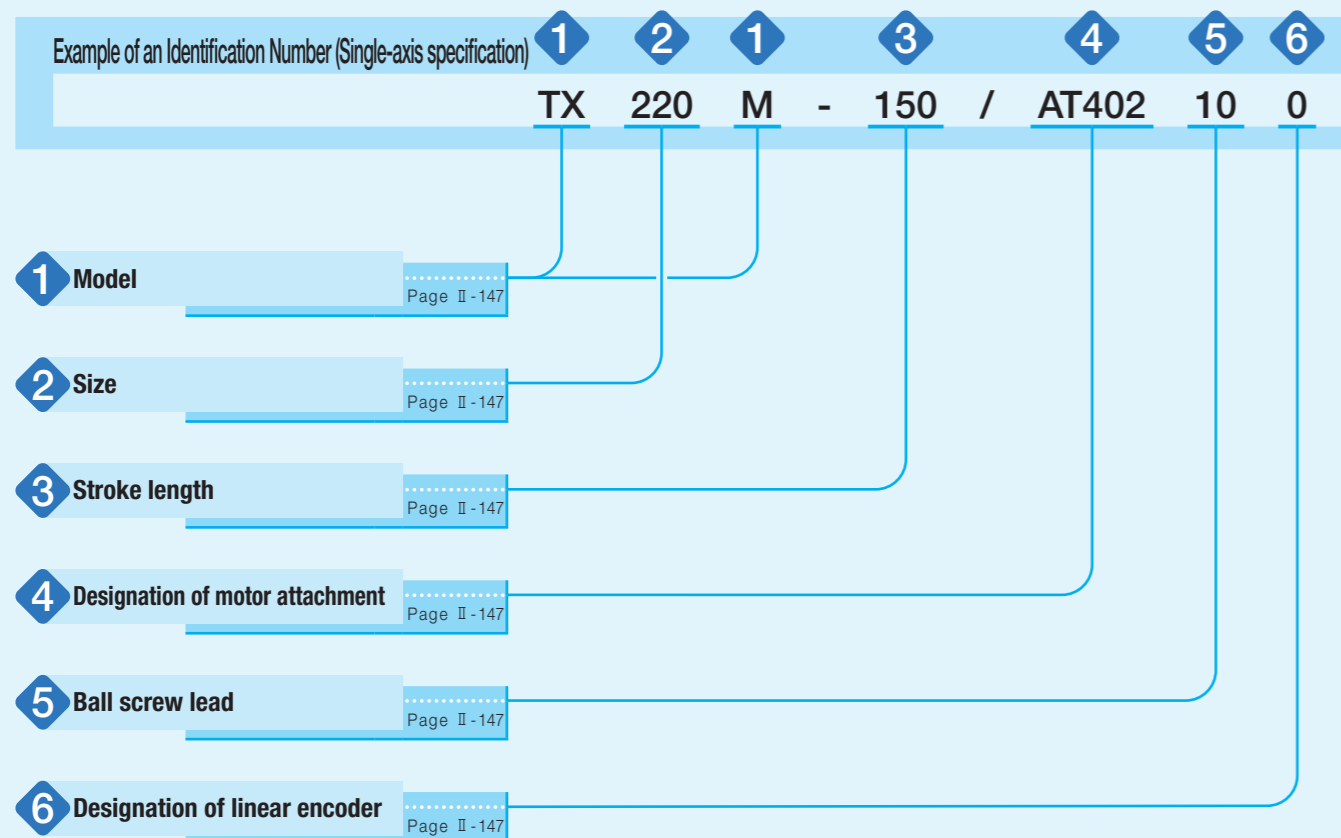 Example of an Identification Number (Single-axis specification) 1 2 1 3 4 5 6
TX 220 M - 150 / AT402 10 0
1 Model
Page Ⅱ-147
2 Size
Page Ⅱ-147
3 Stroke length
Page Ⅱ-147
4 Designation of motor attachment
Page Ⅱ-147
5 Ball screw lead
Page Ⅱ-147
6 Designation of linear encoder
Page Ⅱ-147